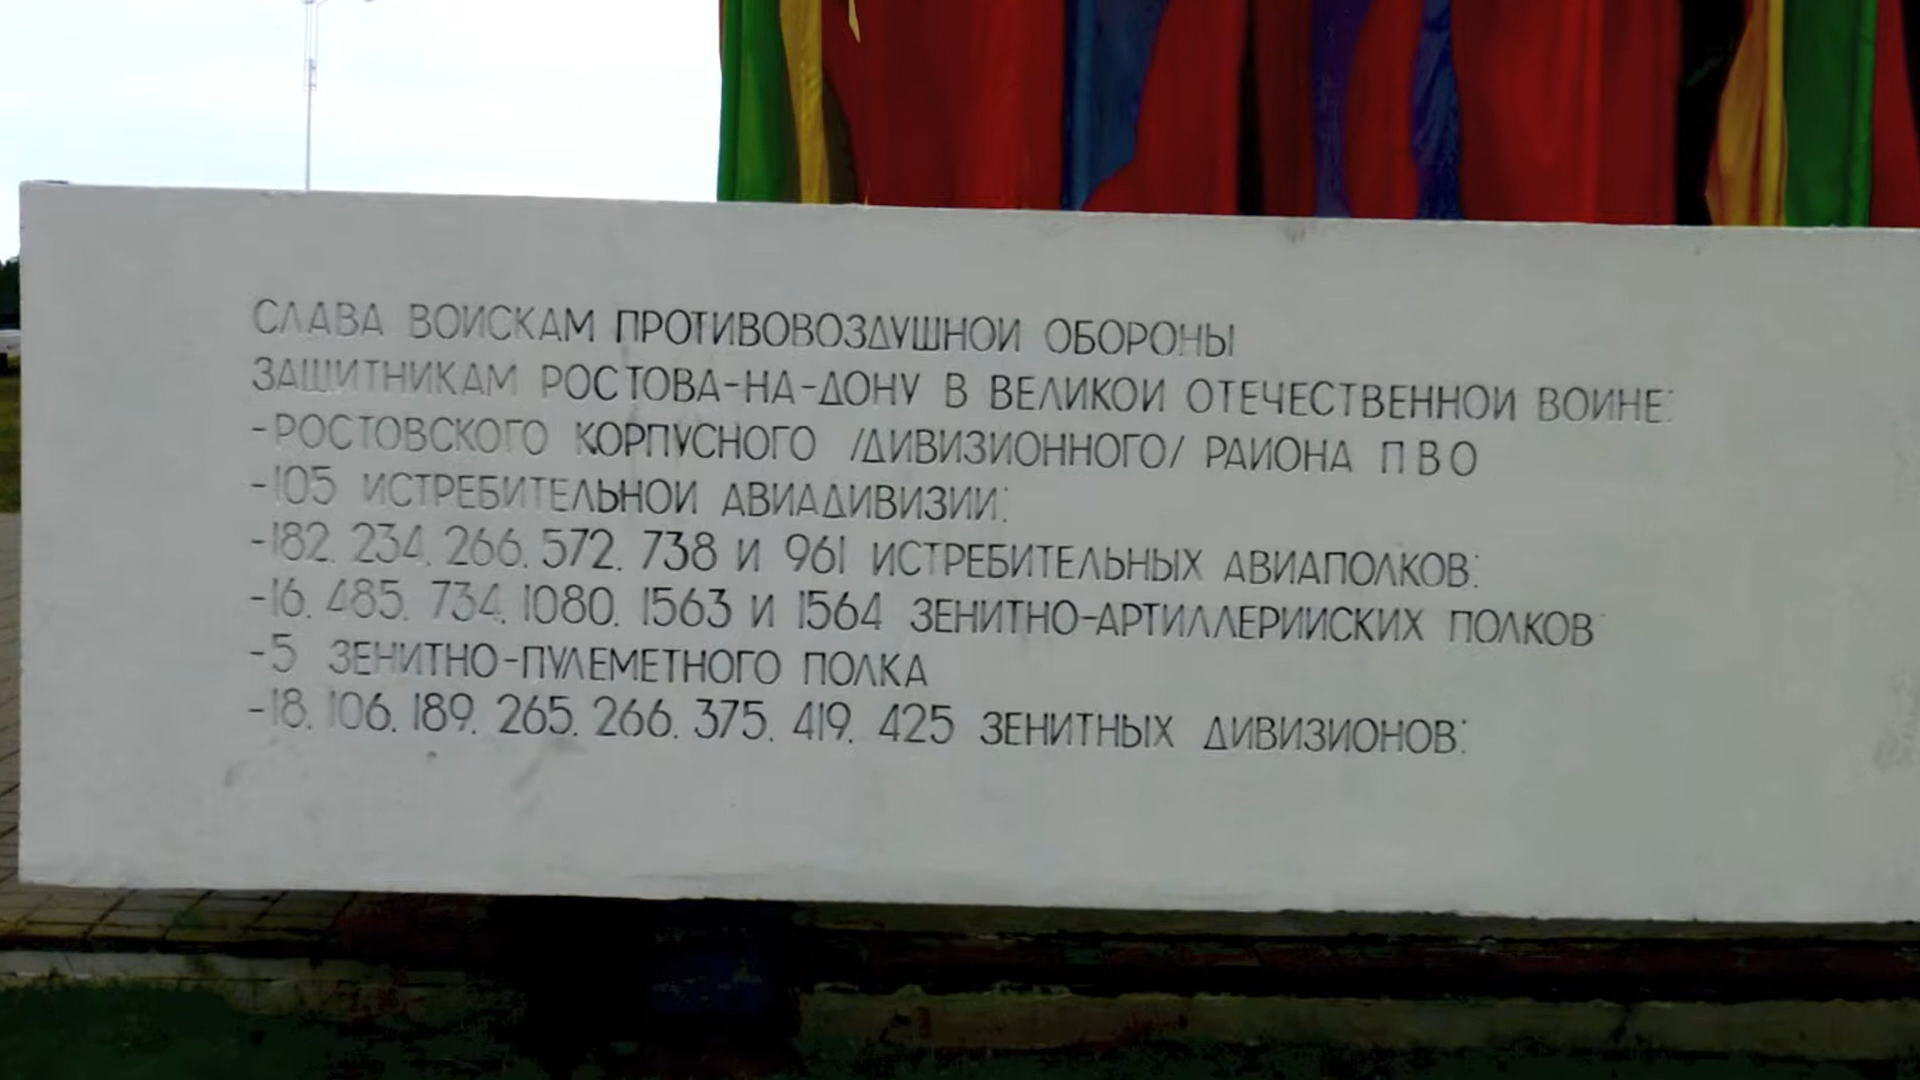 СЛАВА ВОИСКАМ ПРОТИВОВОЗДУШНОИ ОБОРОНЫ
ЗАЩИТНИКАМ РОСТОВА-НА-ДОНУ В ВЕЛИКОИ ОТЕЧЕСТВЕННОИ ВОИНЕ:
-РОСТОВСКОГО КОРПУСНОГО /ДИВИЗИОННОГО/ РАИОНА ПВО
-105 ИСТРЕБИТЕЛЬНОИ АВИАДИВИЗИИ:
-182. 234. 266. 572. 738 И 961 ИСТРЕБИТЕЛЬНЫХ АВИАПОЛКОВ:
-16. 485. 734. 1080. 1563 И 1564 ЗЕНИТНО-АРТИЛЛЕРИИСКИХ ПОЛКОВ
-5 ЗЕНИТНО-ПУЛЕМЕТНОГО ПОЛКА
-18. 106. 189. 265. 266. 375. 419. 425 ЗЕНИТНЫХ ДИВИЗИОНОВ: